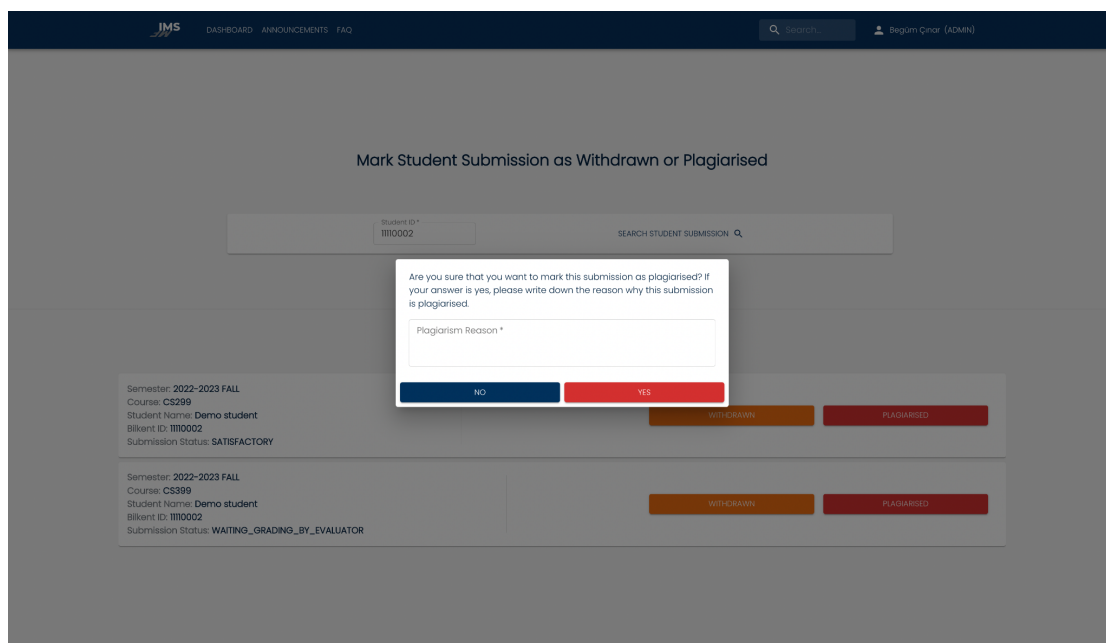 IMS
DASHBOARD ANNOUNCEMENTS FAQ
Search...
Begüm Çınar (ADMIN)
Mark Student Submission as Withdrawn or Plagiarised
Student ID *
11110002
SEARCH STUDENT SUBMISSION
Are you sure that you want to mark this submission as plagiarised? If
your answer is yes, please write down the reason why this submission
is plagiarised.
Plagiarism Reason *
NO YES
Semester: 2022-2023 FALL
Course: CS299
Student Name: Demo student
Bilkent ID: 11110002
Submission Status: SATISFACTORY
WITHDRAWN PLAGIARISED
Semester: 2022-2023 FALL
Course: CS399
Student Name: Demo student
Bilkent ID: 11110002
Submission Status: WAITING_GRADING_BY_EVALUATOR
WITHDRAWN PLAGIARISED